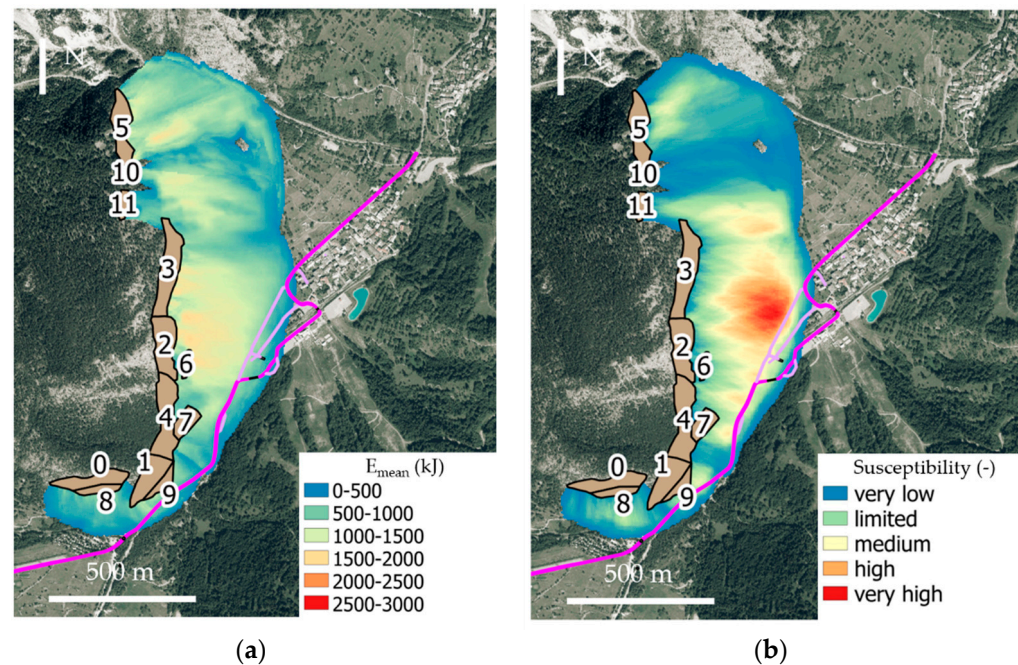 N
5
10
11
3
2
6
4
7
0
1
8
9
500 m
E_mean (kJ)
0-500
500-1000
1000-1500
1500-2000
2000-2500
2500-3000
(a)
N
5
10
11
3
2
6
4
7
0
1
8
9
500 m
Susceptibility (-)
very low
limited
medium
high
very high
(b)